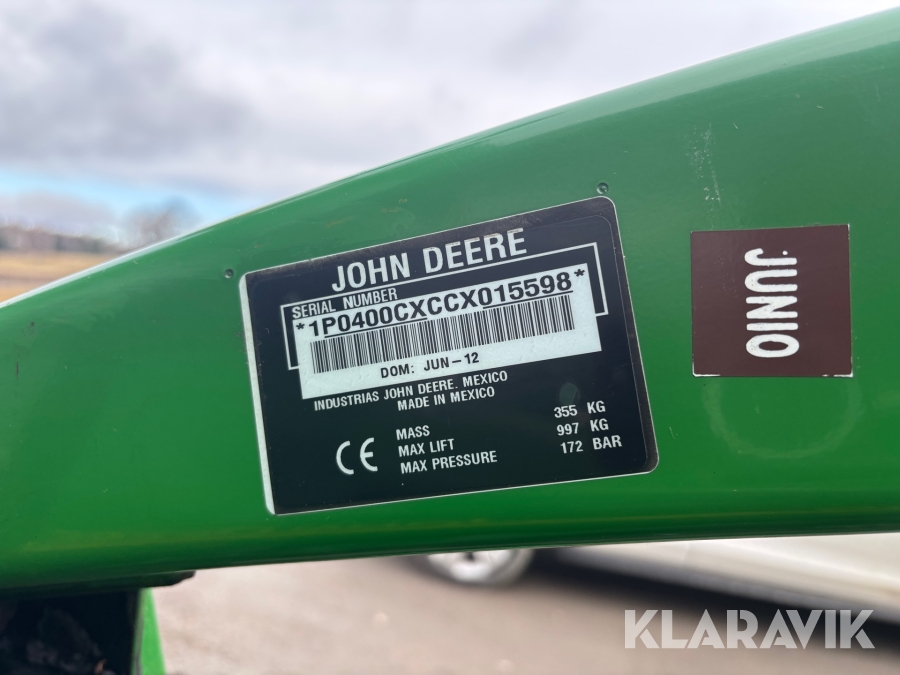 JOHN DEERE
SERIAL NUMBER
*1P0400CXCCX015598*
DOM: JUN-12
INDUSTRIAS JOHN DEERE. MEXICO
MADE IN MEXICO
CE
MASS 355 KG
MAX LIFT 997 KG
MAX PRESSURE 172 BAR
JUNIO
KLARAVIK